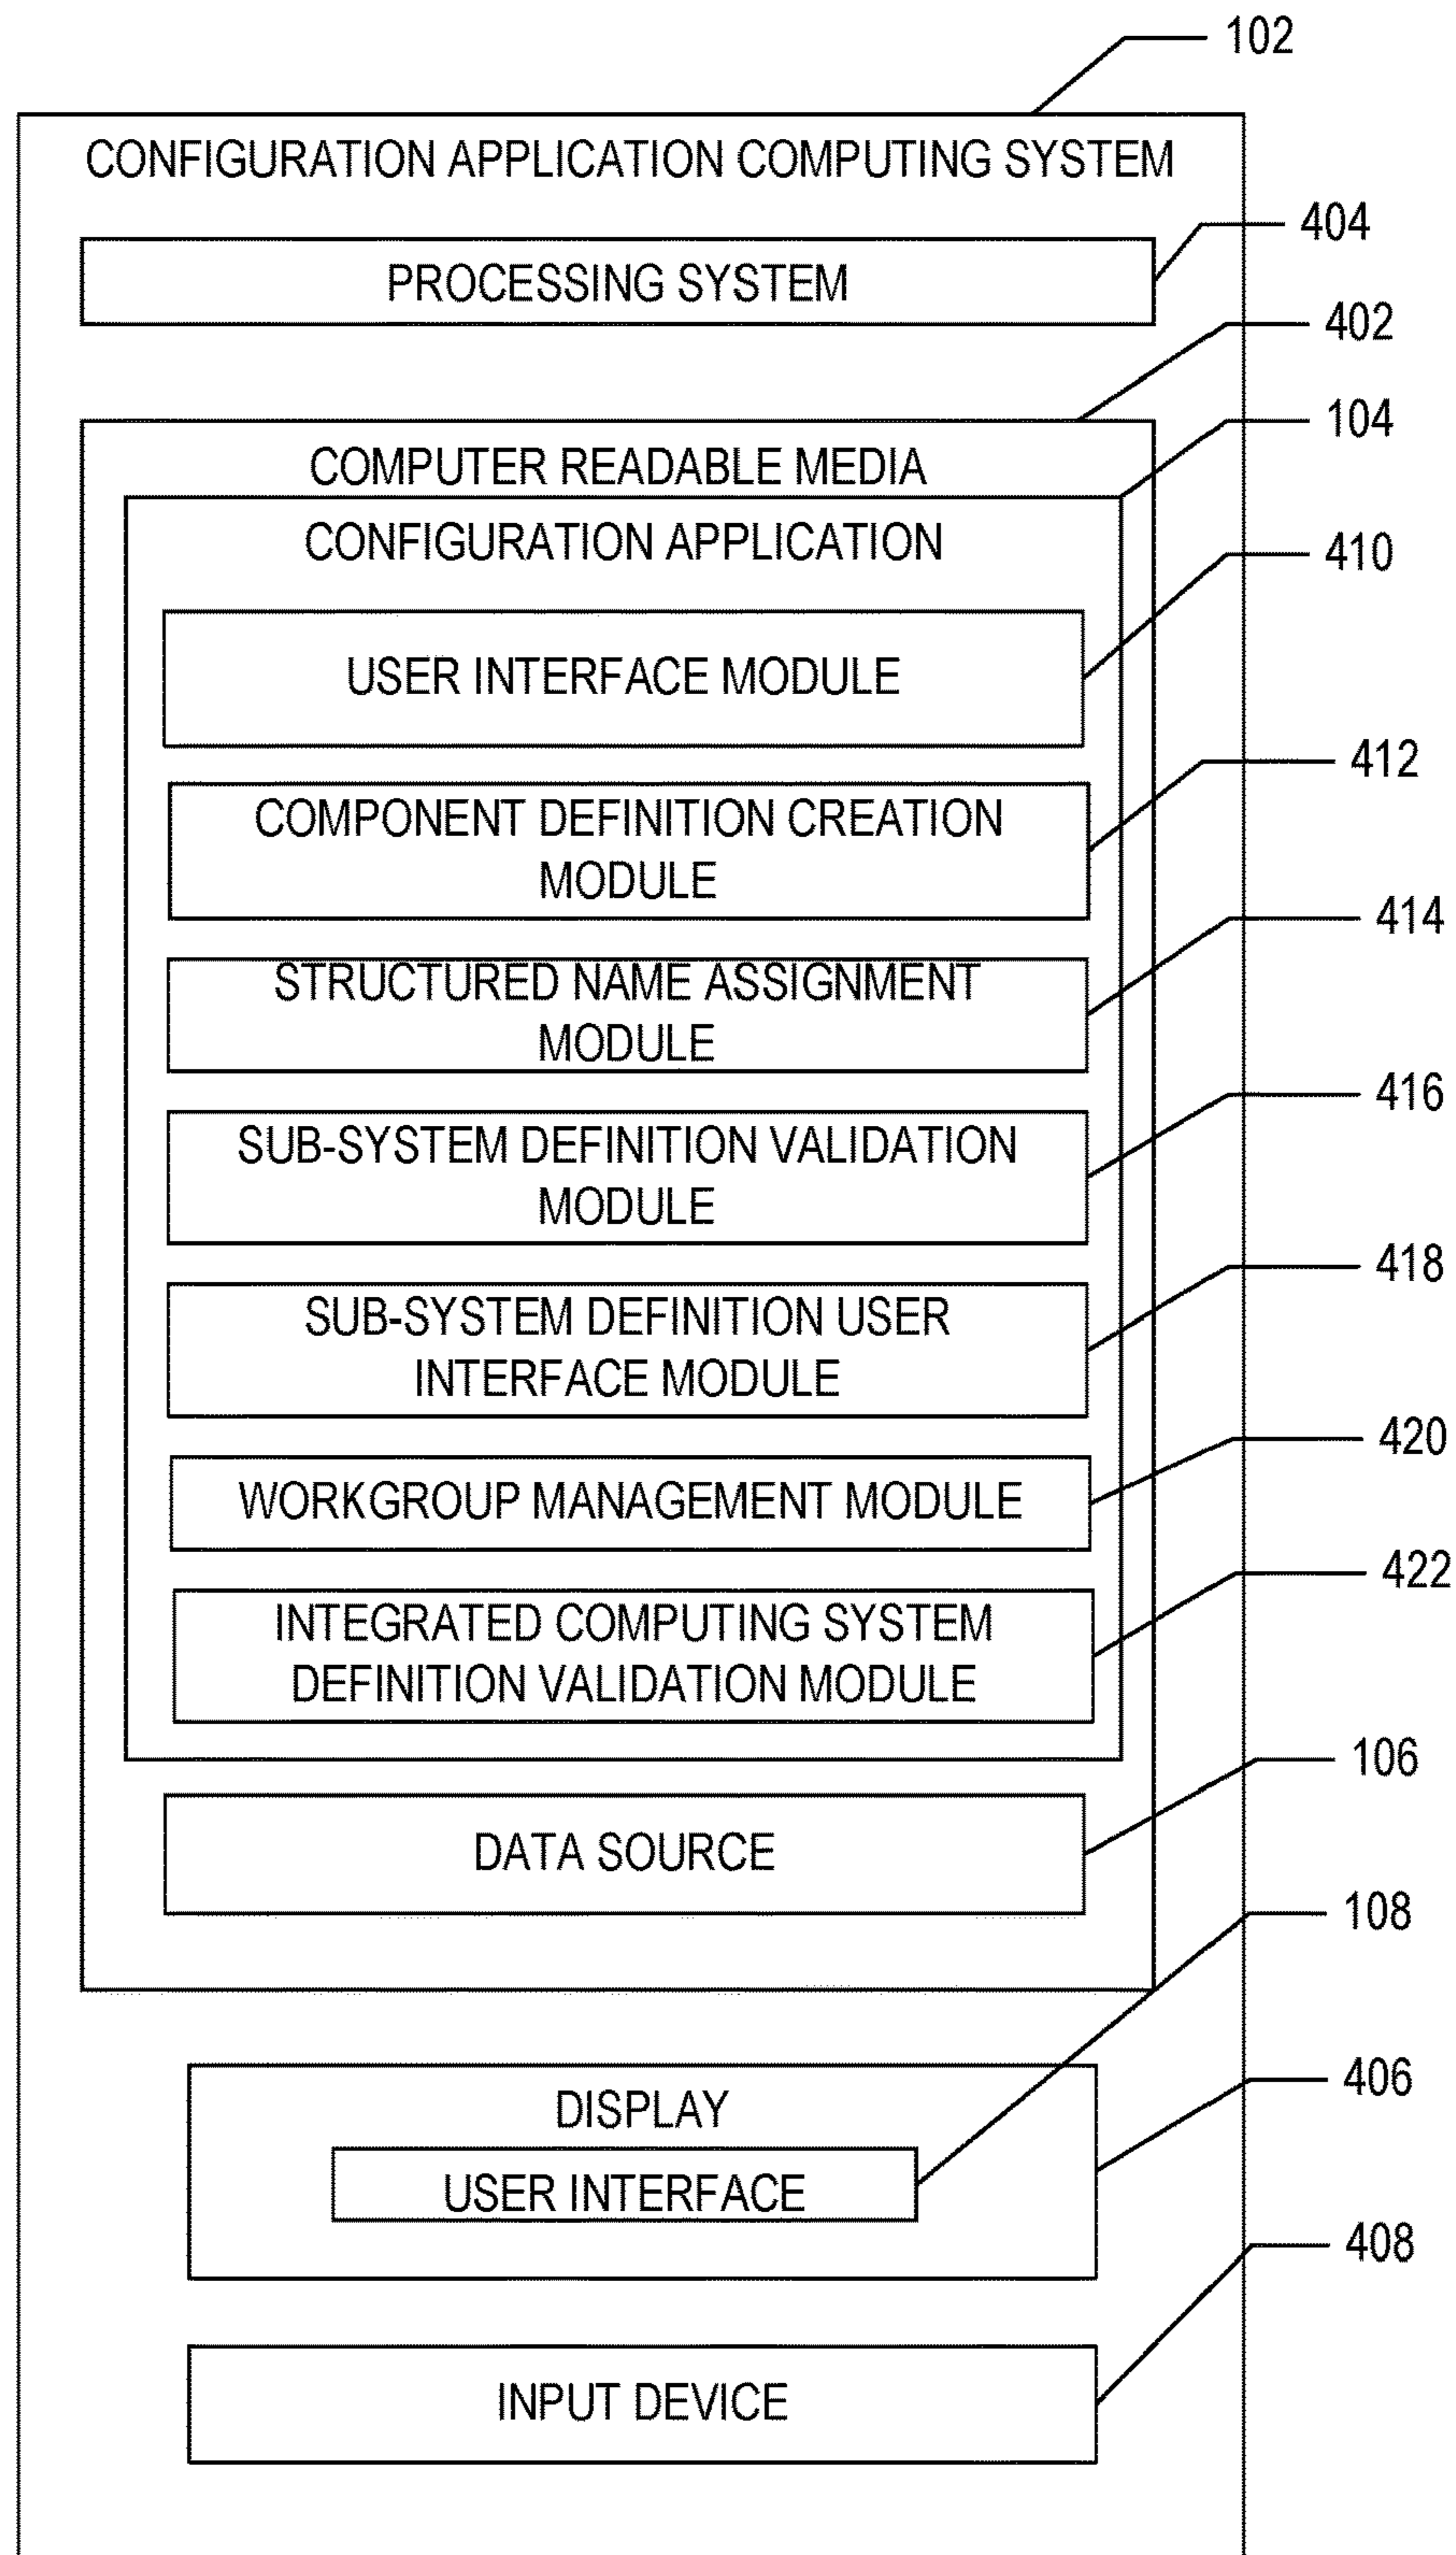 102
CONFIGURATION APPLICATION COMPUTING SYSTEM
404
PROCESSING SYSTEM
402
COMPUTER READABLE MEDIA
104
CONFIGURATION APPLICATION
410
USER INTERFACE MODULE
412
COMPONENT DEFINITION CREATION
MODULE
414
STRUCTURED NAME ASSIGNMENT
MODULE
416
SUB-SYSTEM DEFINITION VALIDATION
MODULE
418
SUB-SYSTEM DEFINITION USER
INTERFACE MODULE
420
WORKGROUP MANAGEMENT MODULE
422
INTEGRATED COMPUTING SYSTEM
DEFINITION VALIDATION MODULE
106
DATA SOURCE
108
406
DISPLAY
USER INTERFACE
408
INPUT DEVICE